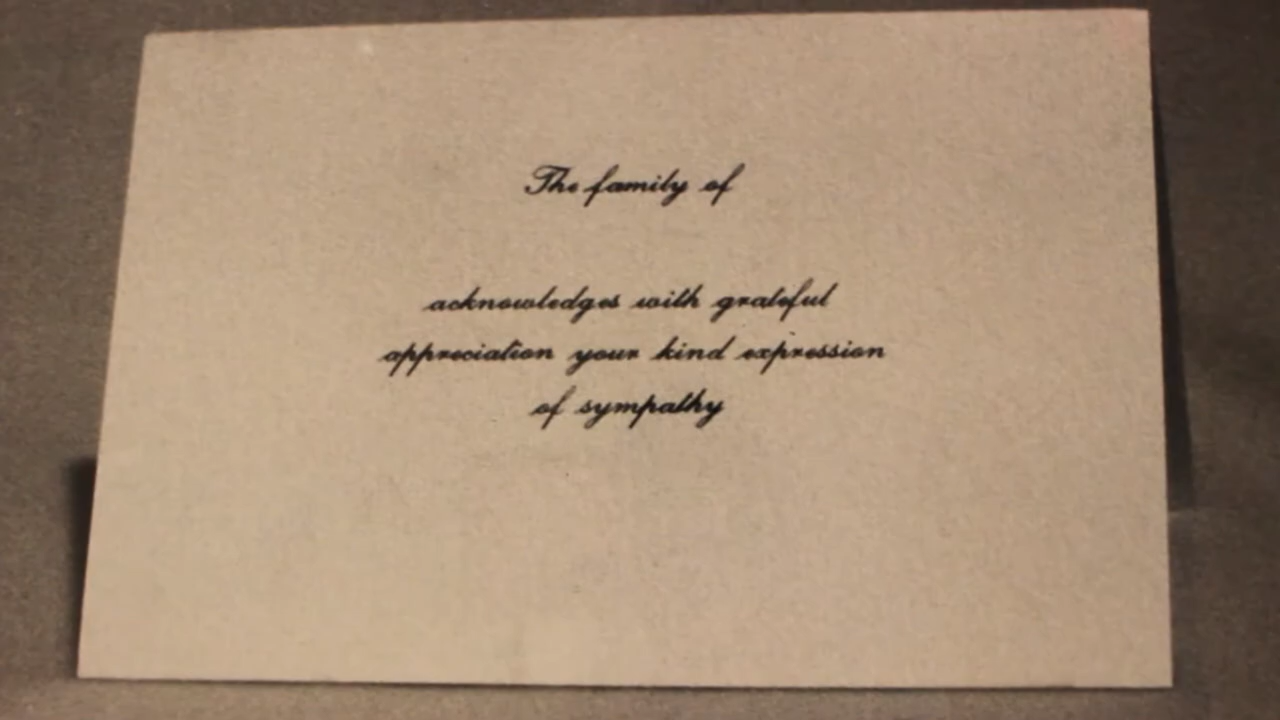 The family of
acknowledges with grateful
appreciation your kind expression
of sympathy